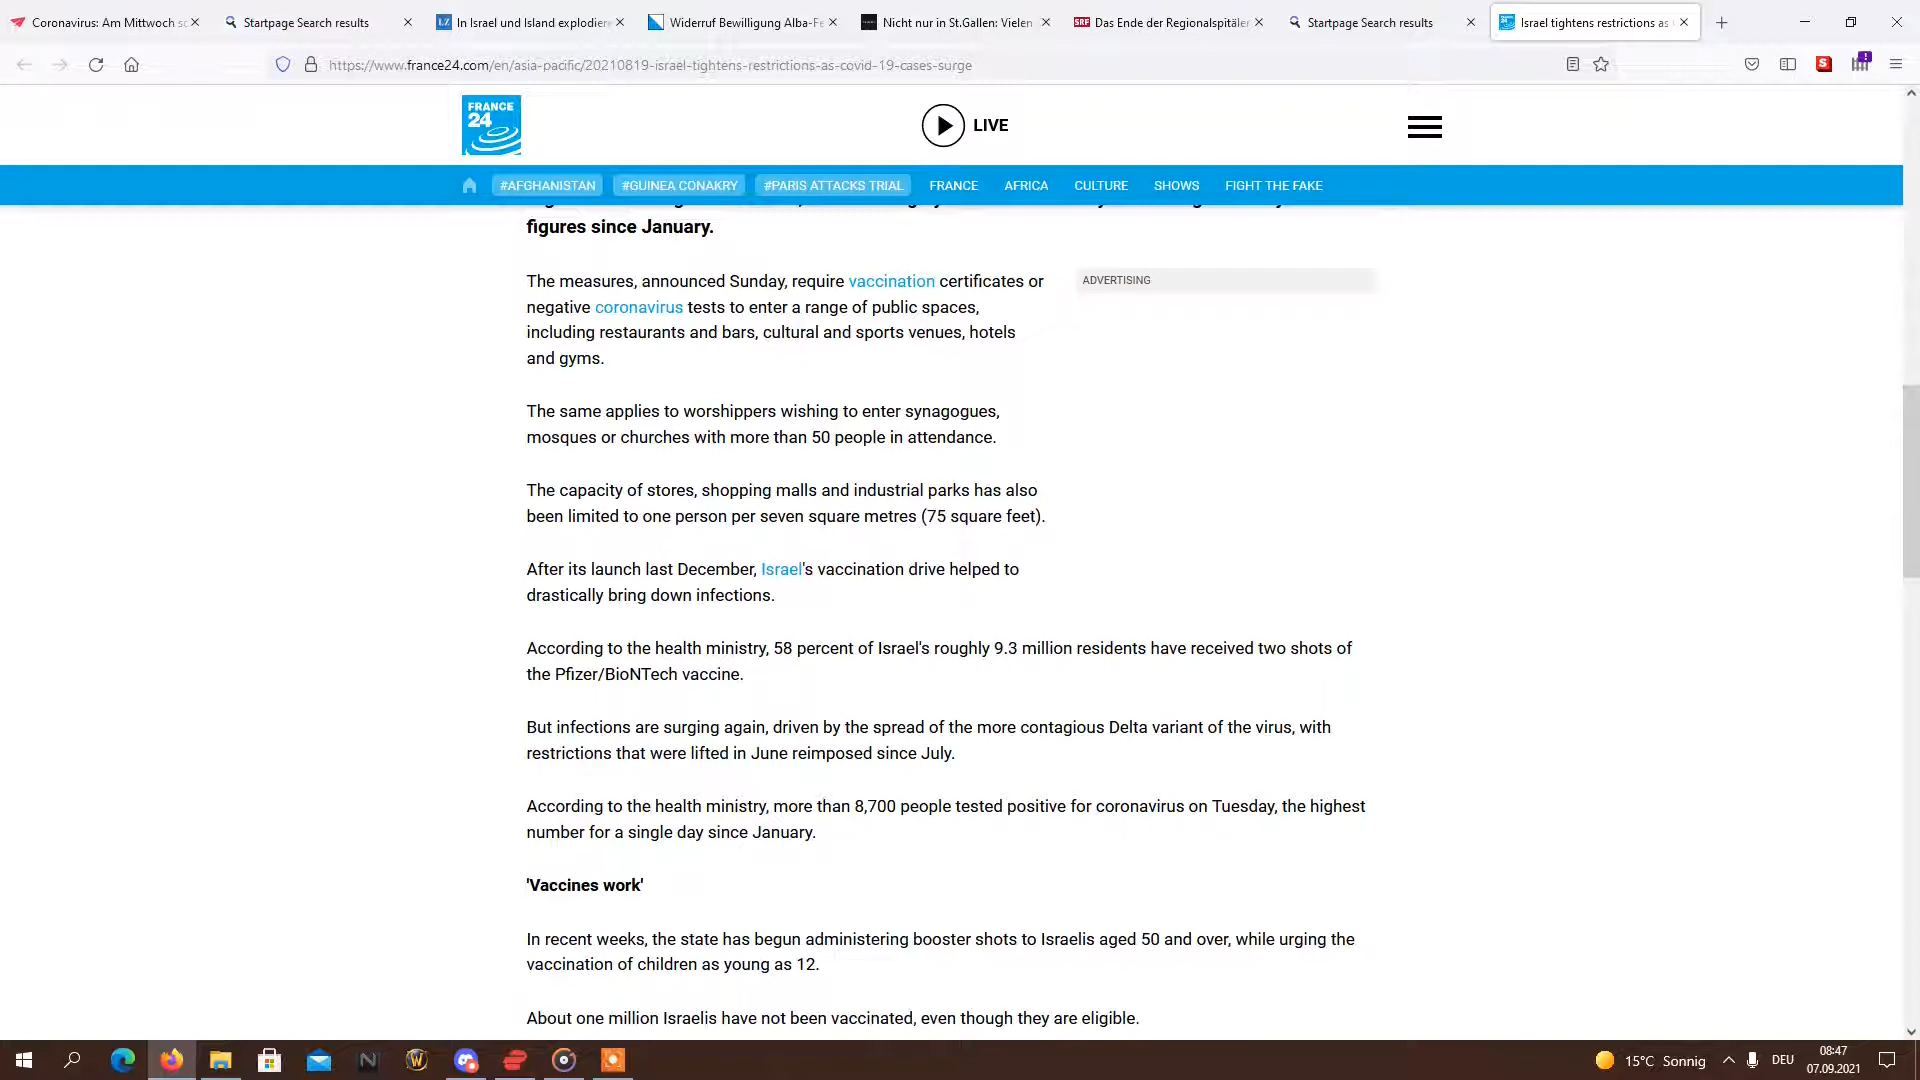 Coronavirus: Am Mittwoch sc
Startpage Search results
In Israel und Island explodiere
Widerruf Bewilligung Alba-Fe
Nicht nur in St.Gallen: Vielen
Das Ende der Regionalspitäler
Startpage Search results
Israel tightens restrictions as
https://www.france24.com/en/asia-pacific/20210819-israel-tightens-restrictions-as-covid-19-cases-surge
FRANCE
24
LIVE
#AFGHANISTAN #GUINEA CONAKRY #PARIS ATTACKS TRIAL FRANCE AFRICA CULTURE SHOWS FIGHT THE FAKE
figures since January.
The measures, announced Sunday, require vaccination certificates or
negative coronavirus tests to enter a range of public spaces,
including restaurants and bars, cultural and sports venues, hotels
and gyms.
ADVERTISING
The same applies to worshippers wishing to enter synagogues,
mosques or churches with more than 50 people in attendance.
The capacity of stores, shopping malls and industrial parks has also
been limited to one person per seven square metres (75 square feet).
After its launch last December, Israel's vaccination drive helped to
drastically bring down infections.
According to the health ministry, 58 percent of Israel's roughly 9.3 million residents have received two shots of
the Pfizer/BioNTech vaccine.
But infections are surging again, driven by the spread of the more contagious Delta variant of the virus, with
restrictions that were lifted in June reimposed since July.
According to the health ministry, more than 8,700 people tested positive for coronavirus on Tuesday, the highest
number for a single day since January.
'Vaccines work'
In recent weeks, the state has begun administering booster shots to Israelis aged 50 and over, while urging the
vaccination of children as young as 12.
About one million Israelis have not been vaccinated, even though they are eligible.
15°C Sonnig
DEU
08:47
07.09.2021